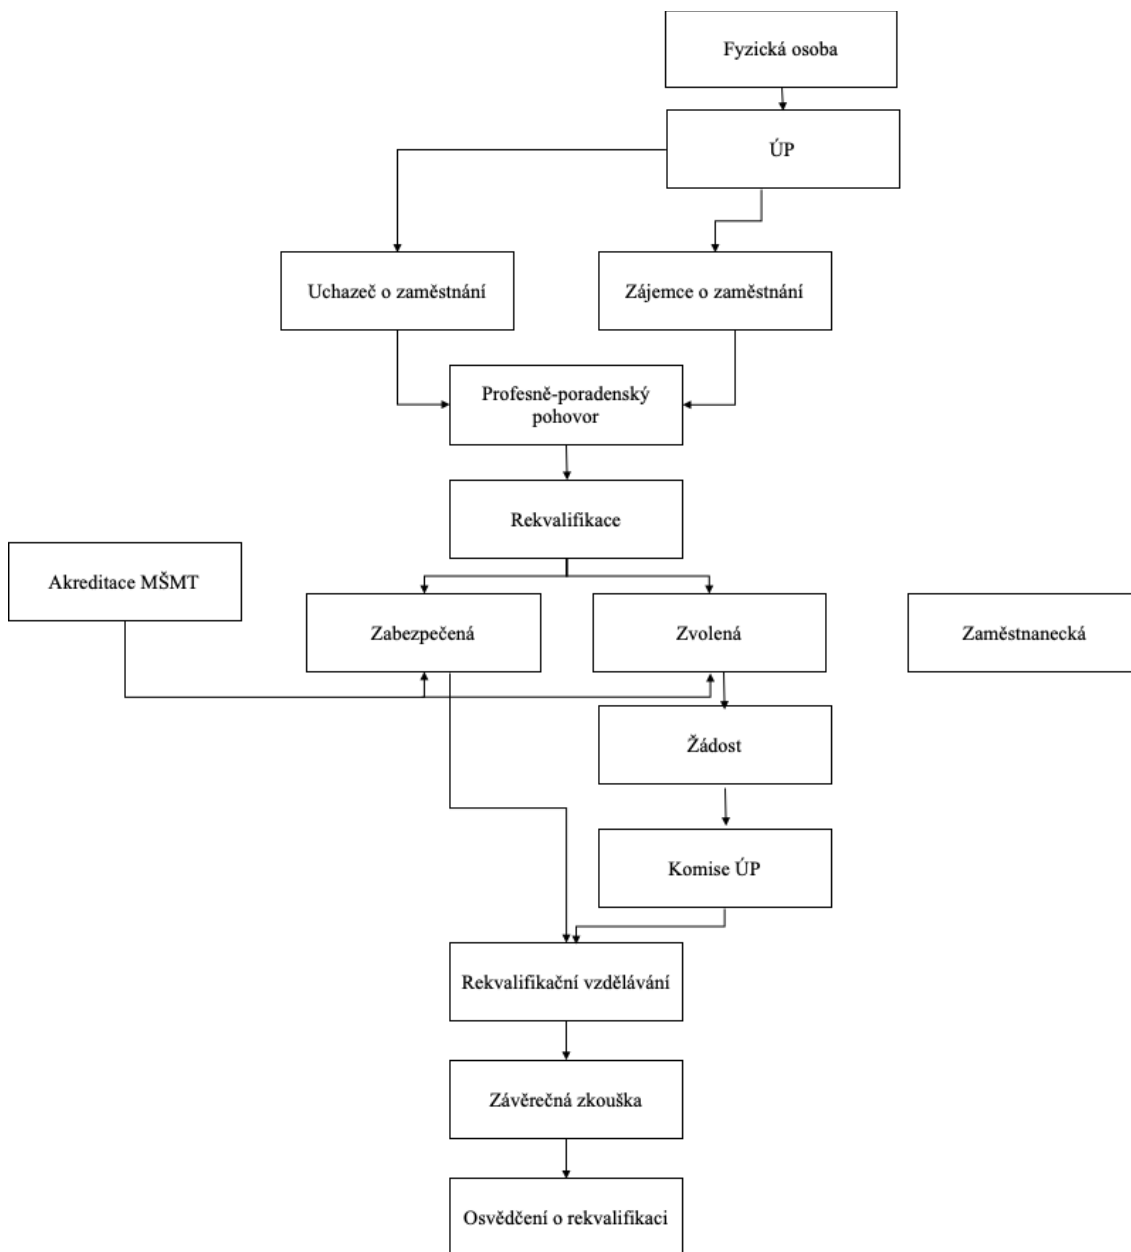 Fyzická osoba
ÚP
Uchazeč o zaměstnání
Zájemce o zaměstnání
Profesně-poradenský
pohovor
Rekvalifikace
Akreditace MŠMT
Zabezpečená
Zvolená
Zaměstnanecká
Žádost
Komise ÚP
Rekvalifikační vzdělávání
Závěrečná zkouška
Osvědčení o rekvalifikaci